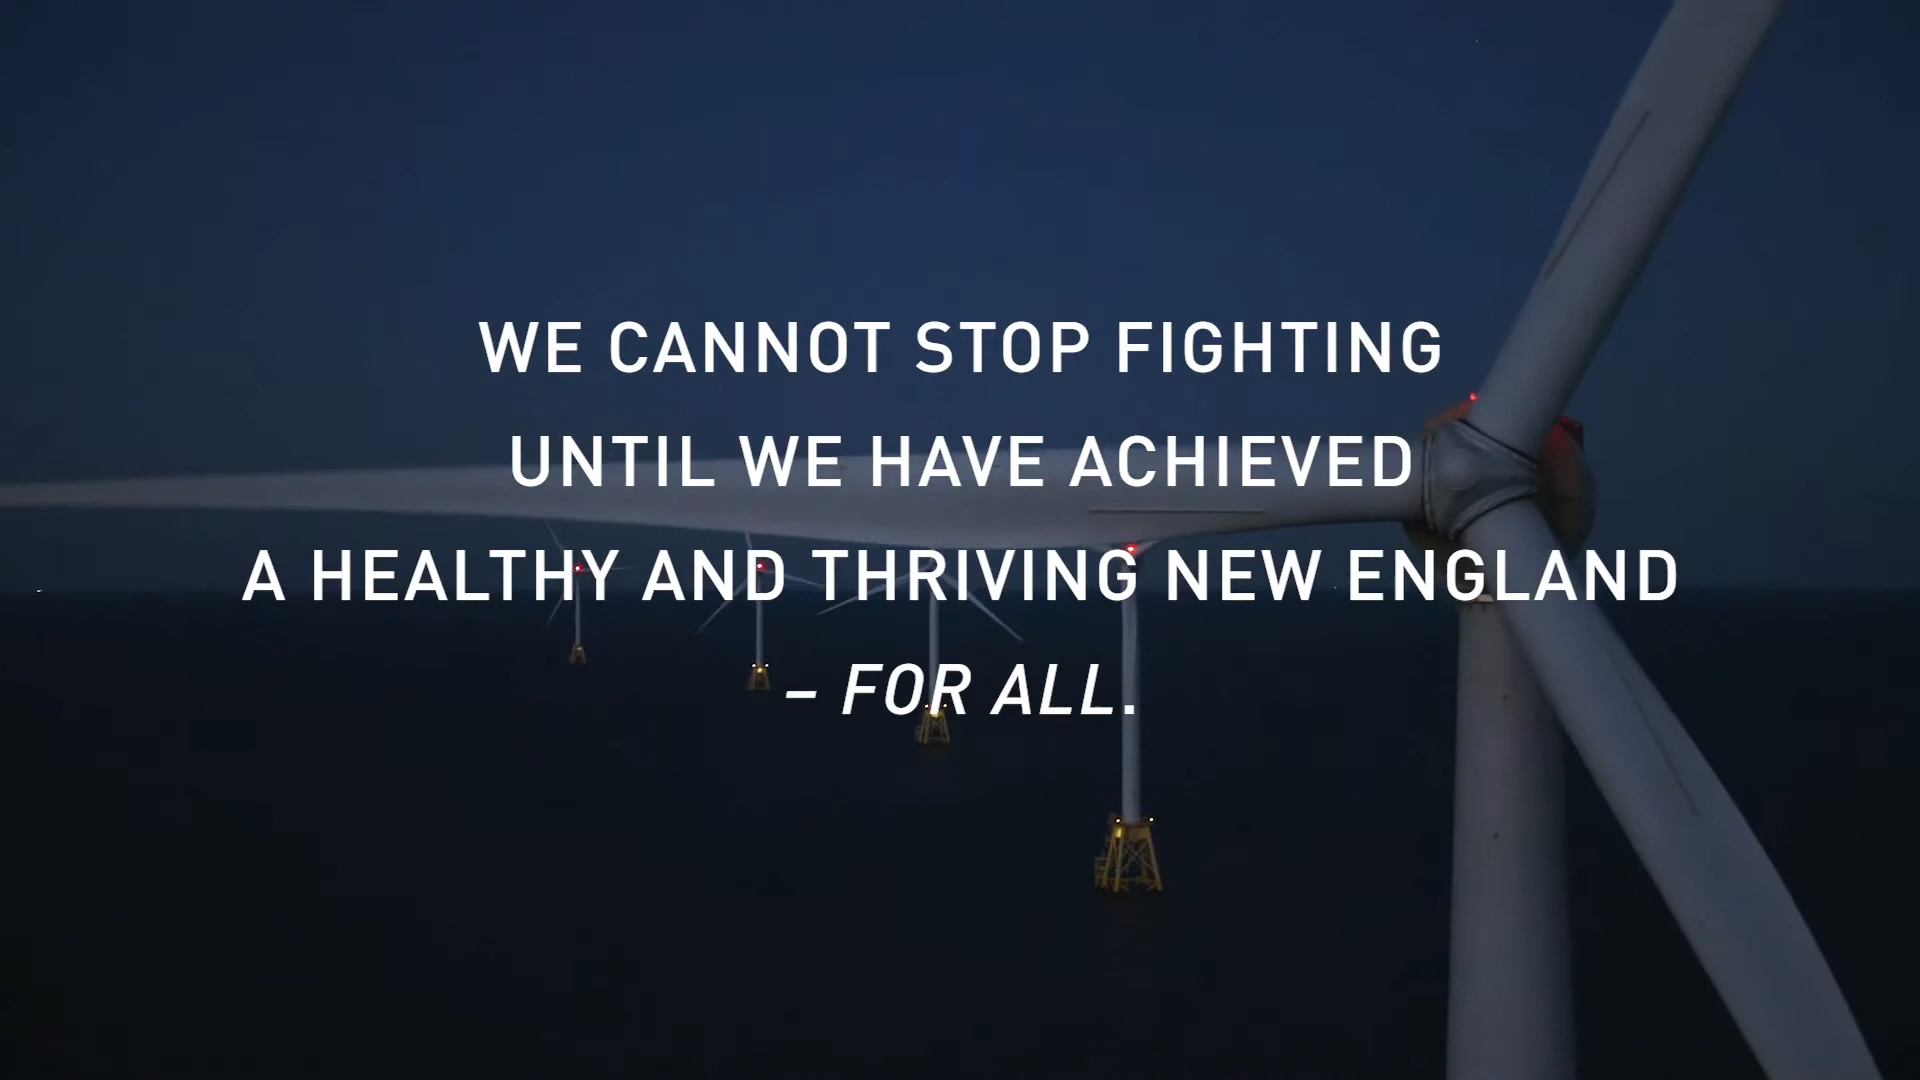 WE CANNOT STOP FIGHTING
UNTIL WE HAVE ACHIEVED
A HEALTHY AND THRIVING NEW ENGLAND
– FOR ALL.